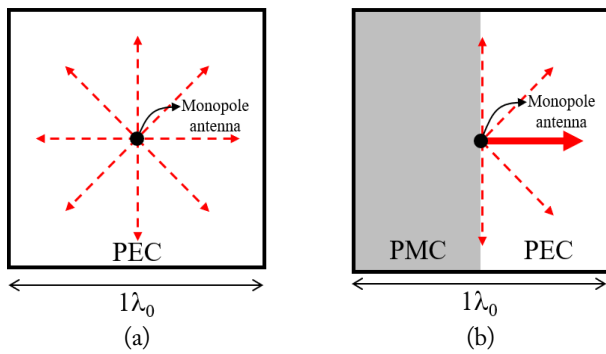 Monopole
antenna
PEC
1λ₀
(a)
Monopole
antenna
PMC PEC
1λ₀
(b)